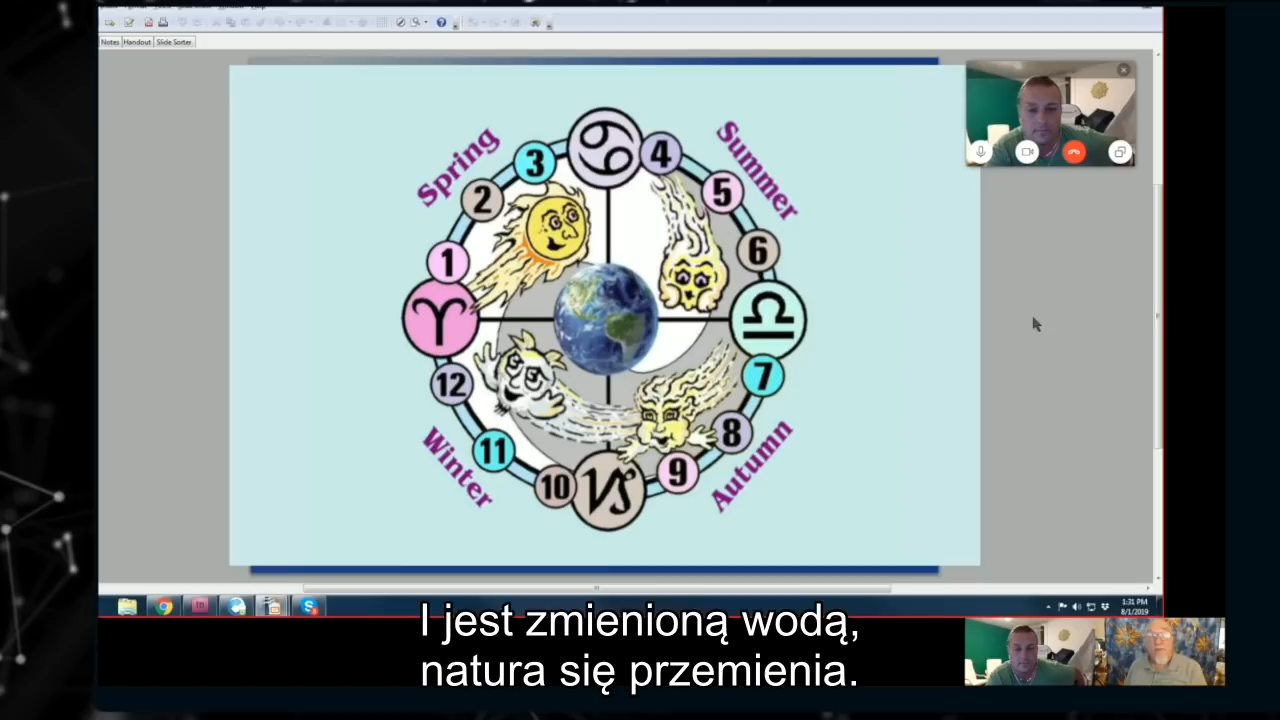 Notes Handout Slide Sorter
Spring
Summer
3
4
2
5
1
6
12
7
11
8
10
9
Winter
Autumn
1:31 PM
8/1/2019
I jest zmienioną wodą,
natura się przemienia.